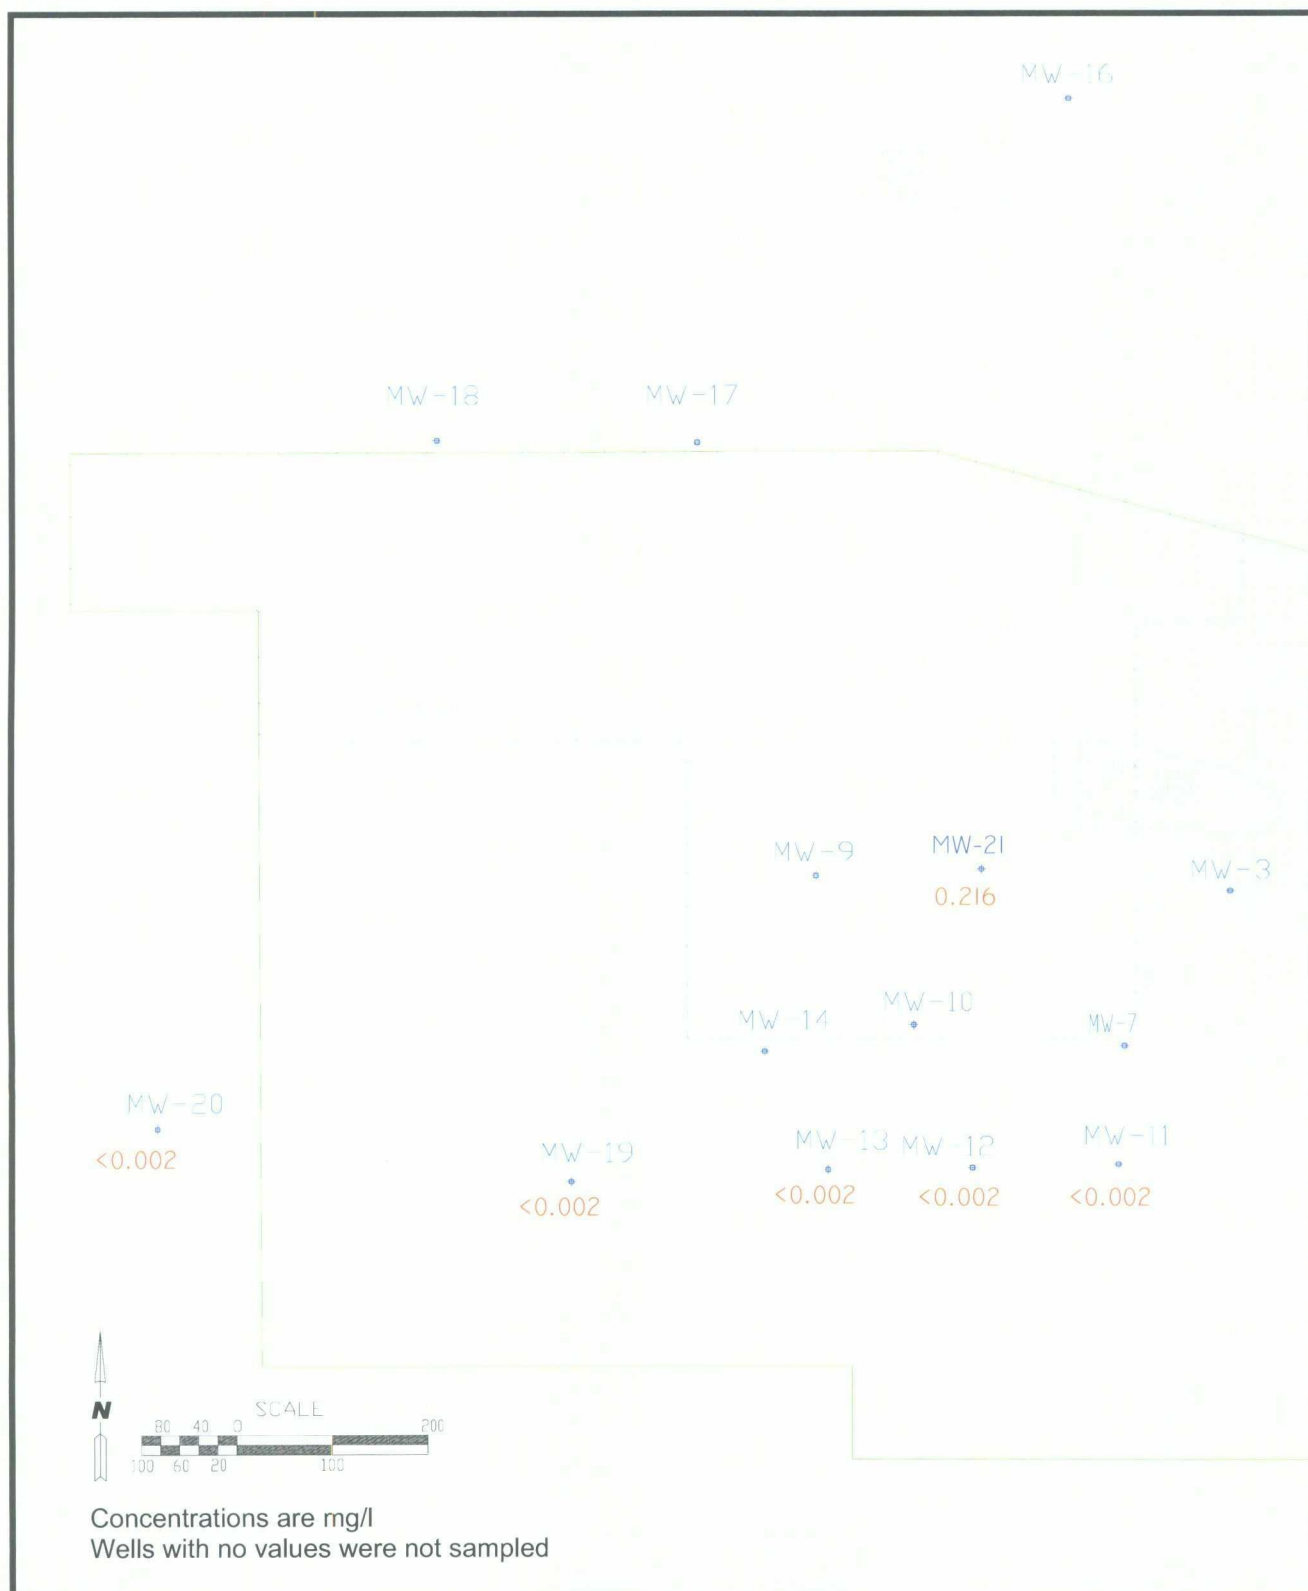 MW-16
MW-18
MW-17
MW-9
MW-21
0.216
MW-3
MW-10
MW-14
MW-7
MW-20
<0.002
MW-19
<0.002
MW-13
<0.002
MW-12
<0.002
MW-11
<0.002
N
SCALE
80 40 0 200
100 60 20 100
Concentrations are mg/l
Wells with no values were not sampled